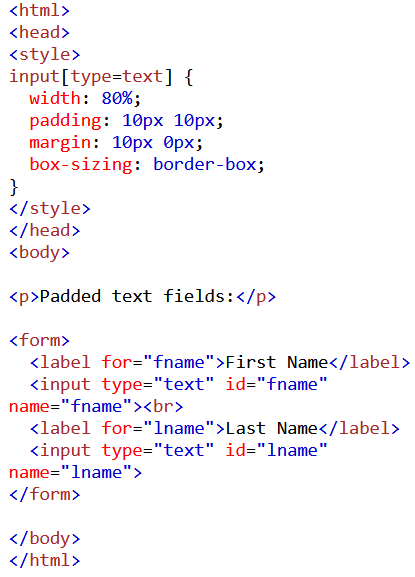 <html>
<head>
<style>
input[type=text] {
  width: 80%;
  padding: 10px 10px;
  margin: 10px 0px;
  box-sizing: border-box;
}
</style>
</head>
<body>

<p>Padded text fields:</p>

<form>
  <label for="fname">First Name</label>
  <input type="text" id="fname"
name="fname"><br>
  <label for="lname">Last Name</label>
  <input type="text" id="lname"
name="lname">
</form>

</body>
</html>